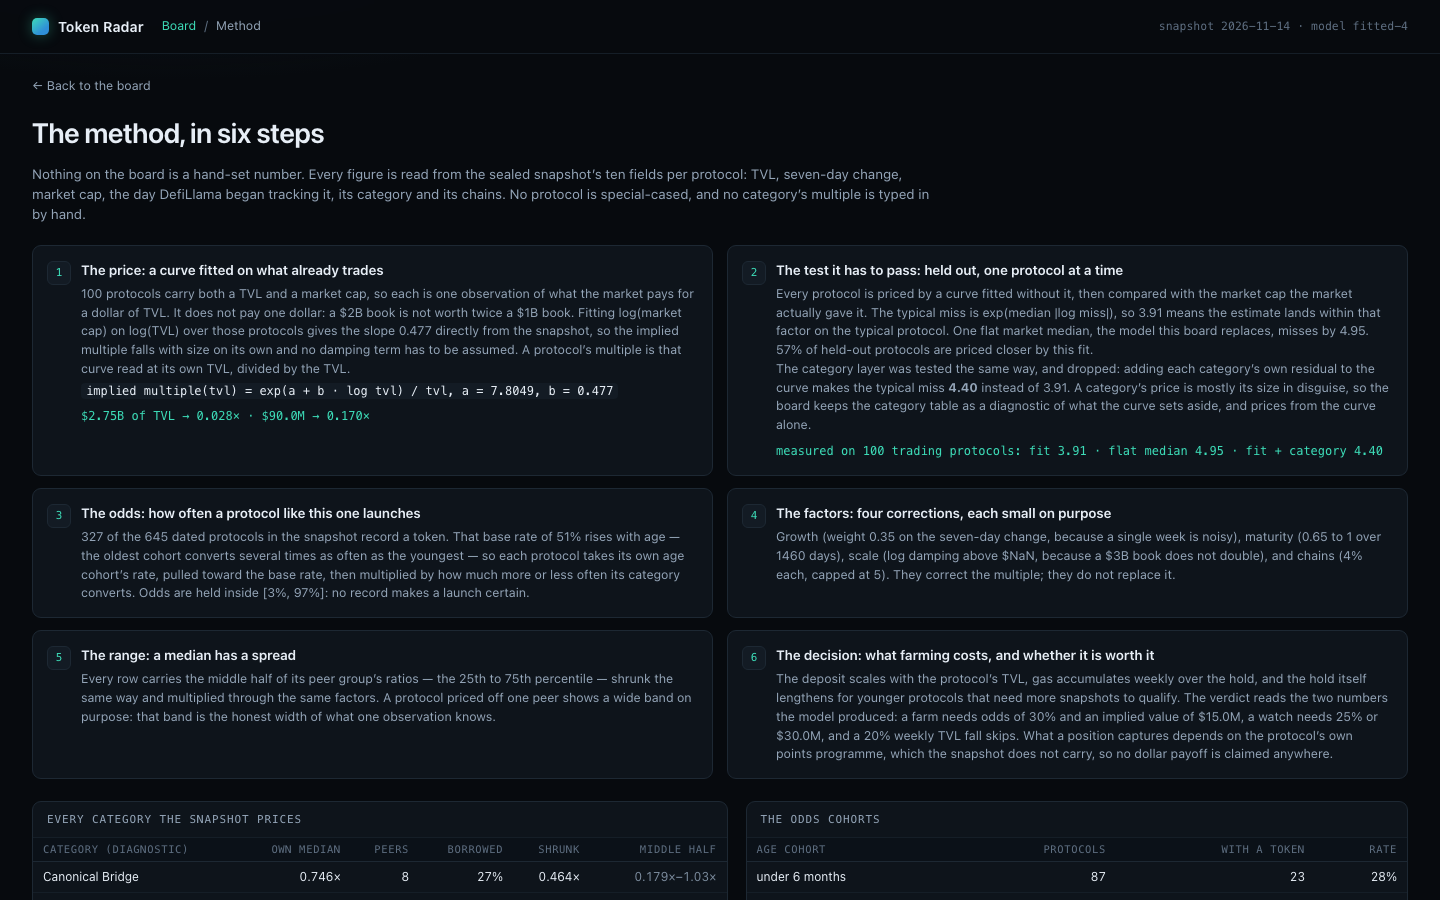 Token Radar Board / Method snapshot 2026-11-14 · model fitted-4
← Back to the board
The method, in six steps
Nothing on the board is a hand-set number. Every figure is read from the sealed snapshot's ten fields per protocol: TVL, seven-day change,
market cap, the day DefiLlama began tracking it, its category and its chains. No protocol is special-cased, and no category's multiple is typed in
by hand.
1 The price: a curve fitted on what already trades
100 protocols carry both a TVL and a market cap, so each is one observation of what the market pays for
a dollar of TVL. It does not pay one dollar: a $2B book is not worth twice a $1B book. Fitting log(market
cap) on log(TVL) over those protocols gives the slope 0.477 directly from the snapshot, so the implied
multiple falls with size on its own and no damping term has to be assumed. A protocol's multiple is that
curve read at its own TVL, divided by the TVL.
implied multiple(tvl) = exp(a + b · log tvl) / tvl, a = 7.8049, b = 0.477
$2.75B of TVL → 0.028× · $90.0M → 0.170×
2 The test it has to pass: held out, one protocol at a time
Every protocol is priced by a curve fitted without it, then compared with the market cap the market
actually gave it. The typical miss is exp(median |log miss|), so 3.91 means the estimate lands within that
factor on the typical protocol. One flat market median, the model this board replaces, misses by 4.95.
57% of held-out protocols are priced closer by this fit.
The category layer was tested the same way, and dropped: adding each category's own residual to the
curve makes the typical miss 4.40 instead of 3.91. A category's price is mostly its size in disguise, so the
board keeps the category table as a diagnostic of what the curve sets aside, and prices from the curve
alone.
measured on 100 trading protocols: fit 3.91 · flat median 4.95 · fit + category 4.40
3 The odds: how often a protocol like this one launches
327 of the 645 dated protocols in the snapshot record a token. That base rate of 51% rises with age —
the oldest cohort converts several times as often as the youngest — so each protocol takes its own age
cohort's rate, pulled toward the base rate, then multiplied by how much more or less often its category
converts. Odds are held inside [3%, 97%]: no record makes a launch certain.
4 The factors: four corrections, each small on purpose
Growth (weight 0.35 on the seven-day change, because a single week is noisy), maturity (0.65 to 1 over
1460 days), scale (log damping above $NaN, because a $3B book does not double), and chains (4%
each, capped at 5). They correct the multiple; they do not replace it.
5 The range: a median has a spread
Every row carries the middle half of its peer group's ratios — the 25th to 75th percentile — shrunk the
same way and multiplied through the same factors. A protocol priced off one peer shows a wide band on
purpose: that band is the honest width of what one observation knows.
6 The decision: what farming costs, and whether it is worth it
The deposit scales with the protocol's TVL, gas accumulates weekly over the hold, and the hold itself
lengthens for younger protocols that need more snapshots to qualify. The verdict reads the two numbers
the model produced: a farm needs odds of 30% and an implied value of $15.0M, a watch needs 25% or
$30.0M, and a 20% weekly TVL fall skips. What a position captures depends on the protocol's own
points programme, which the snapshot does not carry, so no dollar payoff is claimed anywhere.
EVERY CATEGORY THE SNAPSHOT PRICES
CATEGORY (DIAGNOSTIC) OWN MEDIAN PEERS BORROWED SHRUNK MIDDLE HALF
Canonical Bridge 0.746× 8 27% 0.464× 0.179×–1.03×
THE ODDS COHORTS
AGE COHORT PROTOCOLS WITH A TOKEN RATE
under 6 months 87 23 28%